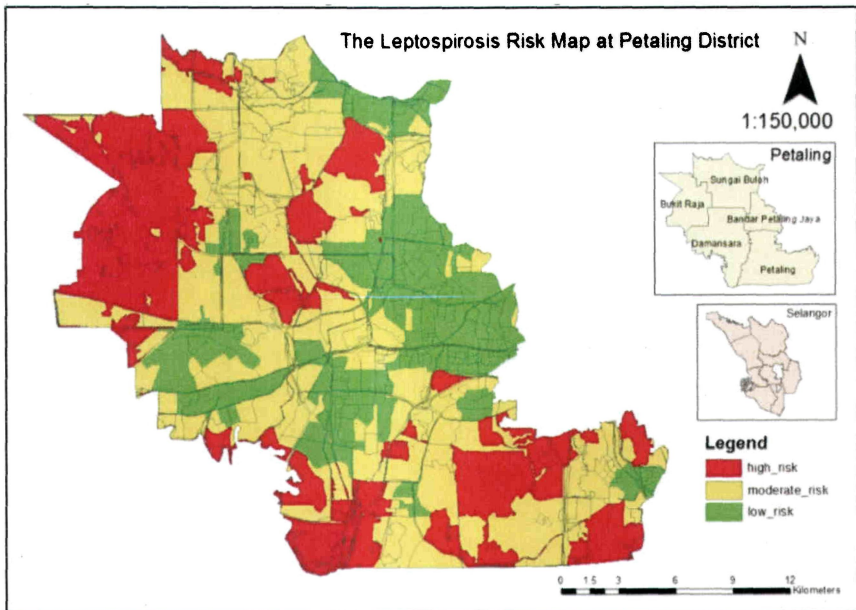 The Leptospirosis Risk Map at Petaling District
N
1:150,000
Petaling
Sungai Buloh
Bukit Raja
Bandar Petaling Jaya
Damansara
Petaling
Selangor
Legend
high_risk
moderate_risk
low_risk
0 1.5 3 6 9 12
Kilometers